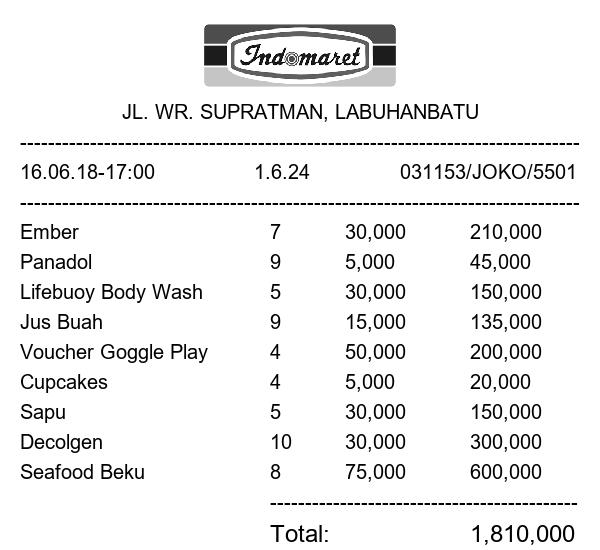 Indomaret
JL. WR. SUPRATMAN, LABUHANBATU
--------------------------------------------------------------------------------
16.06.18-17:00 1.6.24 031153/JOKO/5501
--------------------------------------------------------------------------------
Ember 7 30,000 210,000
Panadol 9 5,000 45,000
Lifebuoy Body Wash 5 30,000 150,000
Jus Buah 9 15,000 135,000
Voucher Goggle Play 4 50,000 200,000
Cupcakes 4 5,000 20,000
Sapu 5 30,000 150,000
Decolgen 10 30,000 300,000
Seafood Beku 8 75,000 600,000
--------------------------------------------
Total: 1,810,000